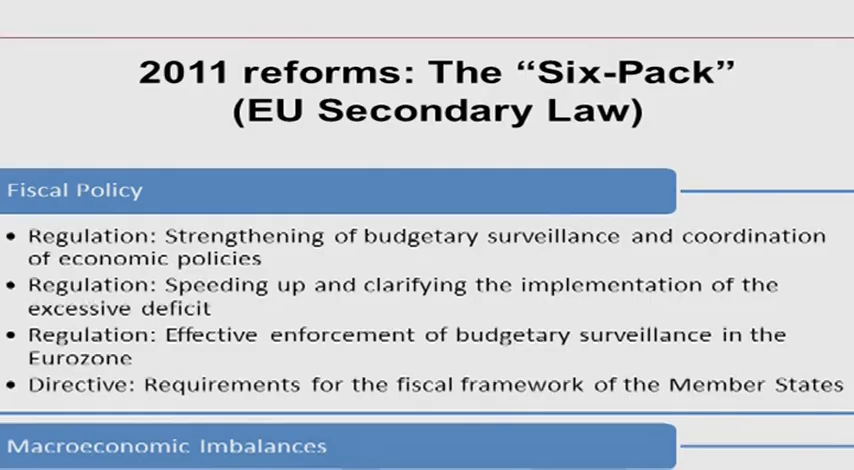 2011 reforms: The “Six-Pack”
(EU Secondary Law)
Fiscal Policy
• Regulation: Strengthening of budgetary surveillance and coordination
of economic policies
• Regulation: Speeding up and clarifying the implementation of the
excessive deficit
• Regulation: Effective enforcement of budgetary surveillance in the
Eurozone
• Directive: Requirements for the fiscal framework of the Member States
Macroeconomic Imbalances